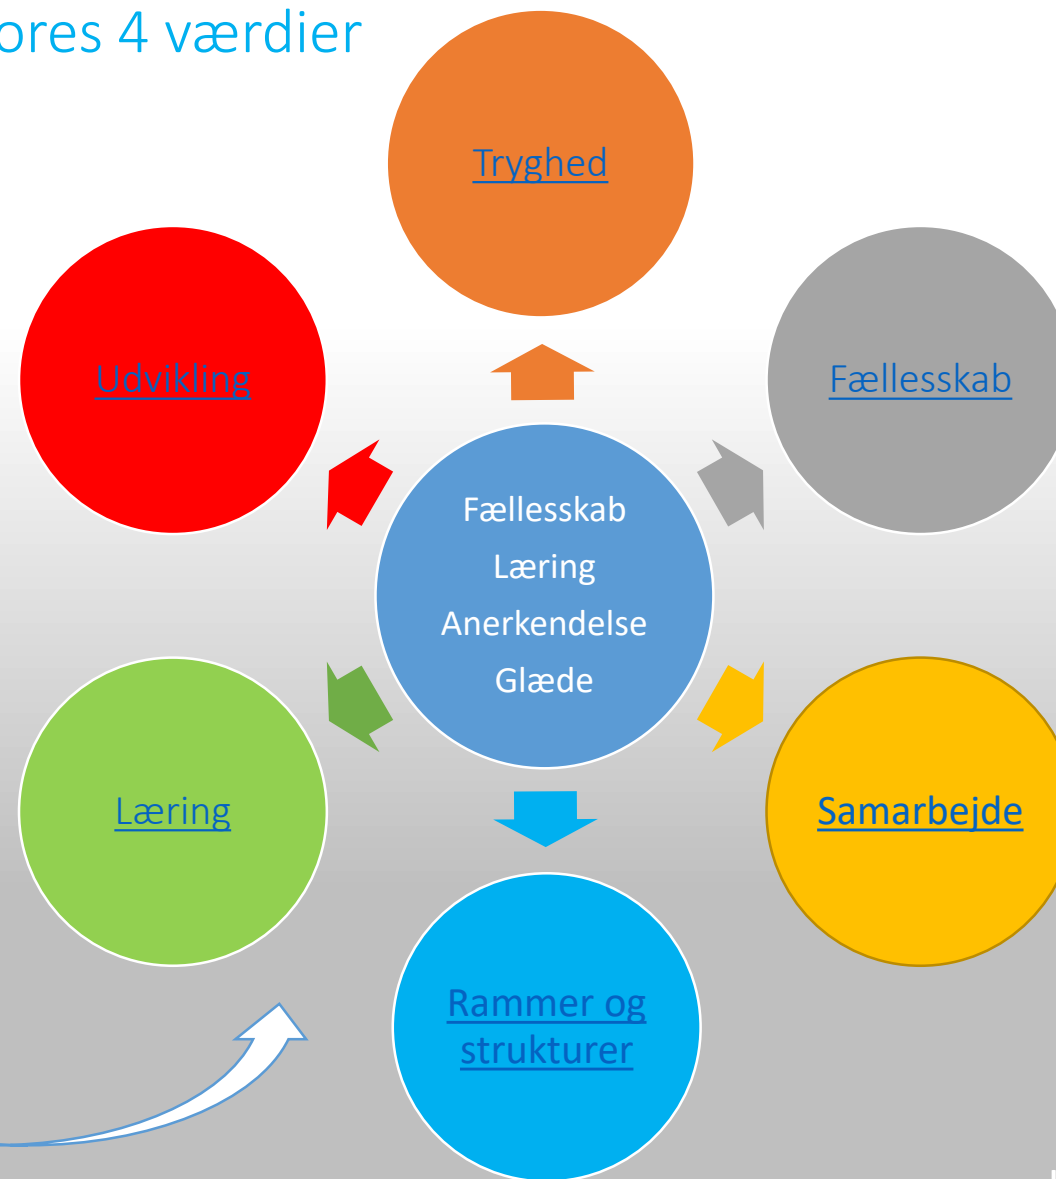 ores 4 værdier
Tryghed
Udvikling
Fællesskab
Fællesskab
Læring
Anerkendelse
Glæde
Læring
Samarbejde
Rammer og
strukturer